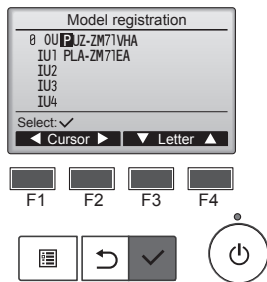 Model registration
0 OU PUZ-ZM71VHA
IU1 PLA-ZM71EA
IU2
IU3
IU4
Select: ✓
◀ Cursor ▶ ▼ Letter ▲
F1 F2 F3 F4